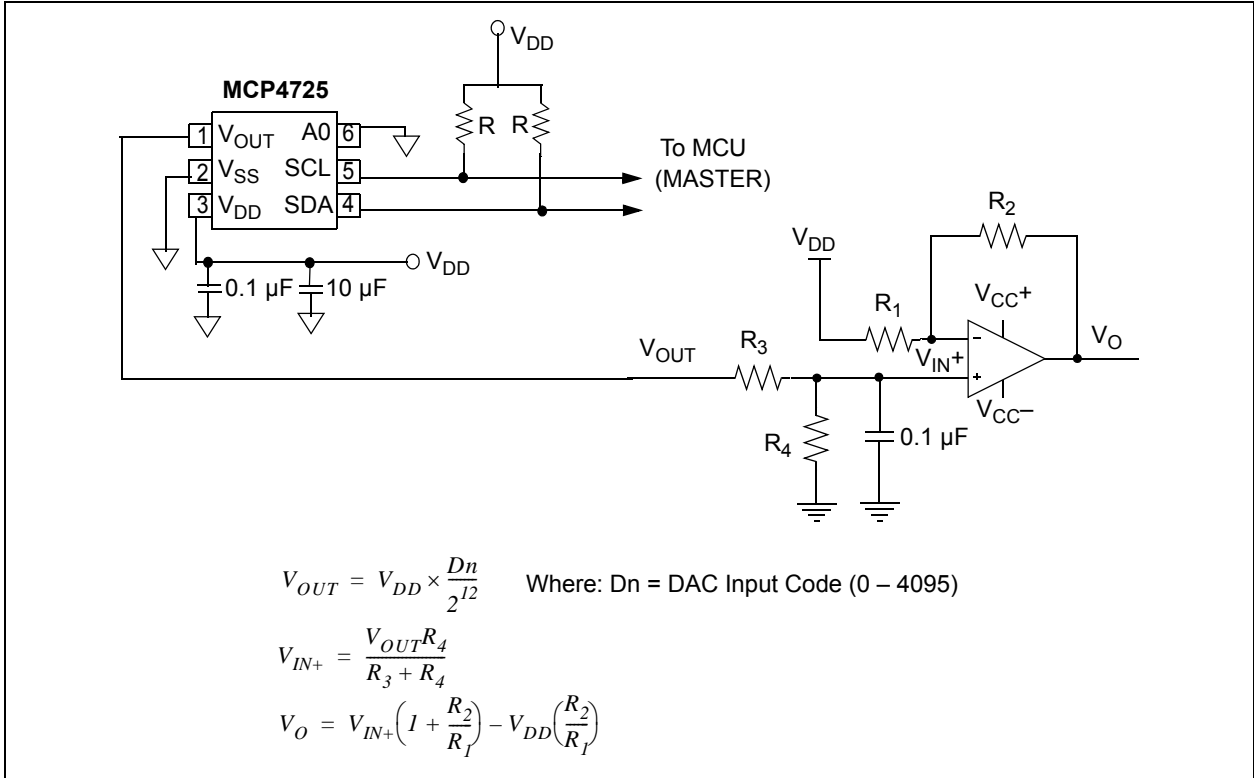 V_DD
MCP4725
1 V_OUT A0 6
2 V_SS SCL 5
3 V_DD SDA 4
R R
To MCU
(MASTER)
V_DD
0.1 µF 10 µF
V_DD
R_2
R_1
V_CC+
V_OUT
R_3
V_IN+
–
+
V_O
V_CC–
R_4
0.1 µF
V_OUT = V_DD × Dn / 2^12 Where: Dn = DAC Input Code (0 – 4095)
V_IN+ = V_OUT R_4 / R_3 + R_4
V_O = V_IN+ (1 + R_2 / R_1) – V_DD (R_2 / R_1)